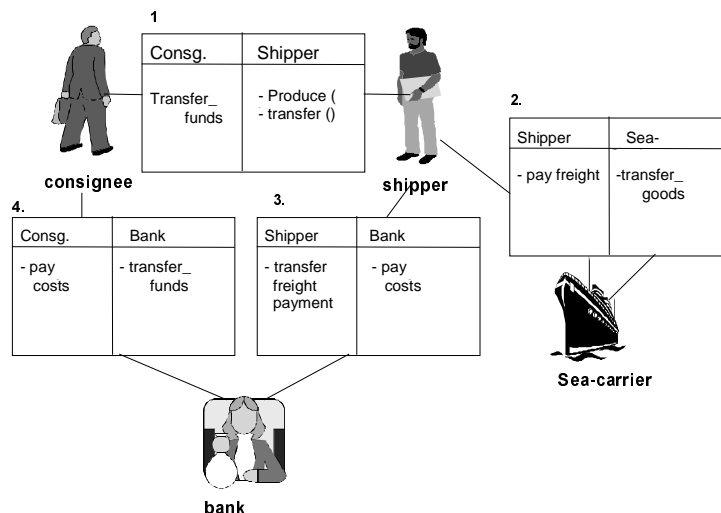 1
Consg. Shipper
Transfer_
funds
- Produce (
- transfer ()
consignee
shipper
2.
Shipper Sea-
- pay freight
-transfer_
goods
Sea-carrier
4.
Consg. Bank
- pay
costs
- transfer_
funds
3.
Shipper Bank
- transfer
freight
payment
- pay
costs
bank